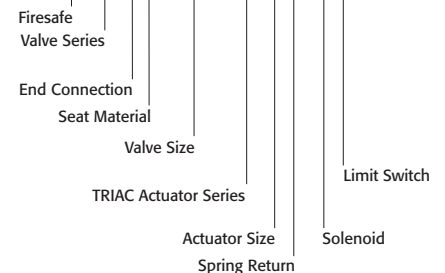 Firesafe
Valve Series
End Connection
Seat Material
Valve Size
Limit Switch
TRIAC Actuator Series
Actuator Size Solenoid
Spring Return